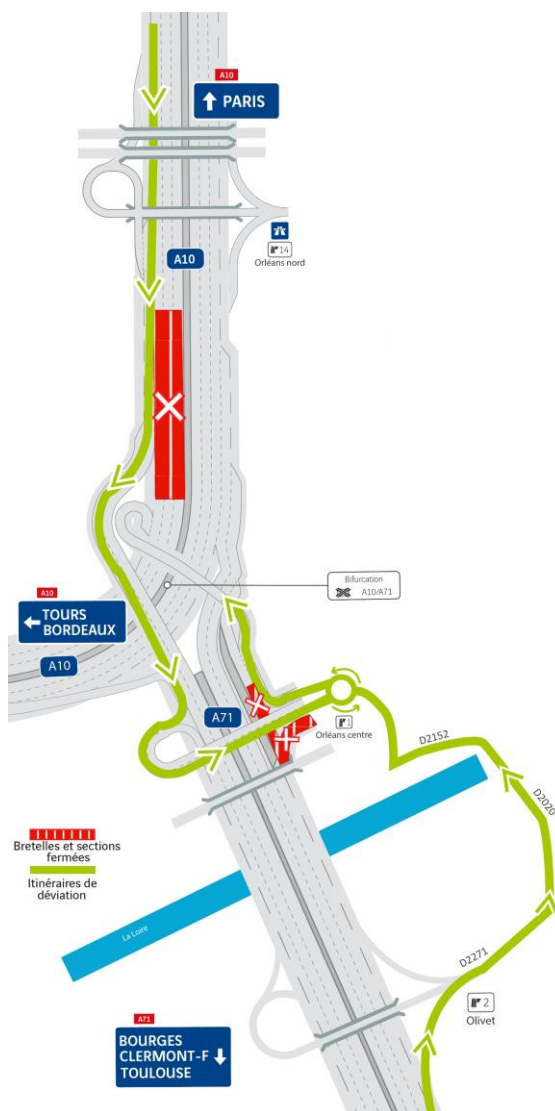 A10
PARIS
14
Orléans nord
A10
Bifurcation
A10/A71
A10
TOURS
BORDEAUX
A10
A71
1
Orléans centre
D2152
D2020
Bretelles et sections
fermées
Itinéraires de
déviation
La Loire
D2271
2
Olivet
A71
BOURGES
CLERMONT-F
TOULOUSE